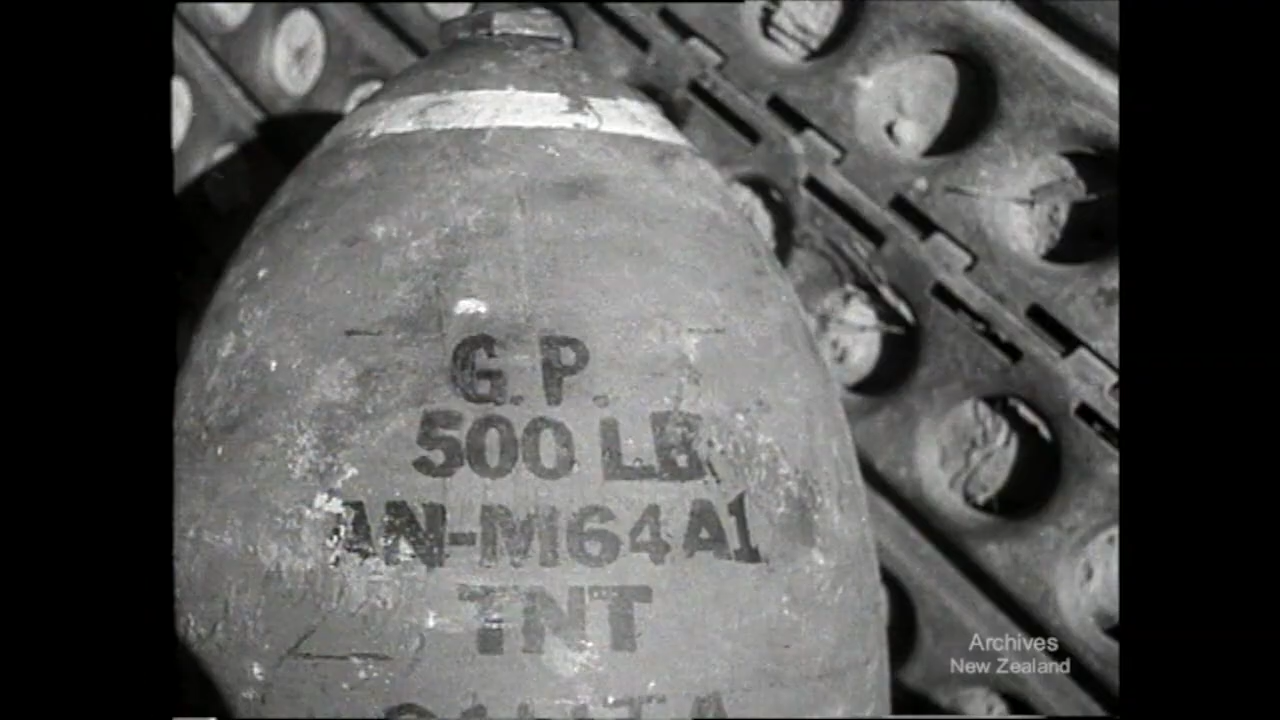 G.P.
500 LB
AN-M64A1
TNT
Archives
New Zealand